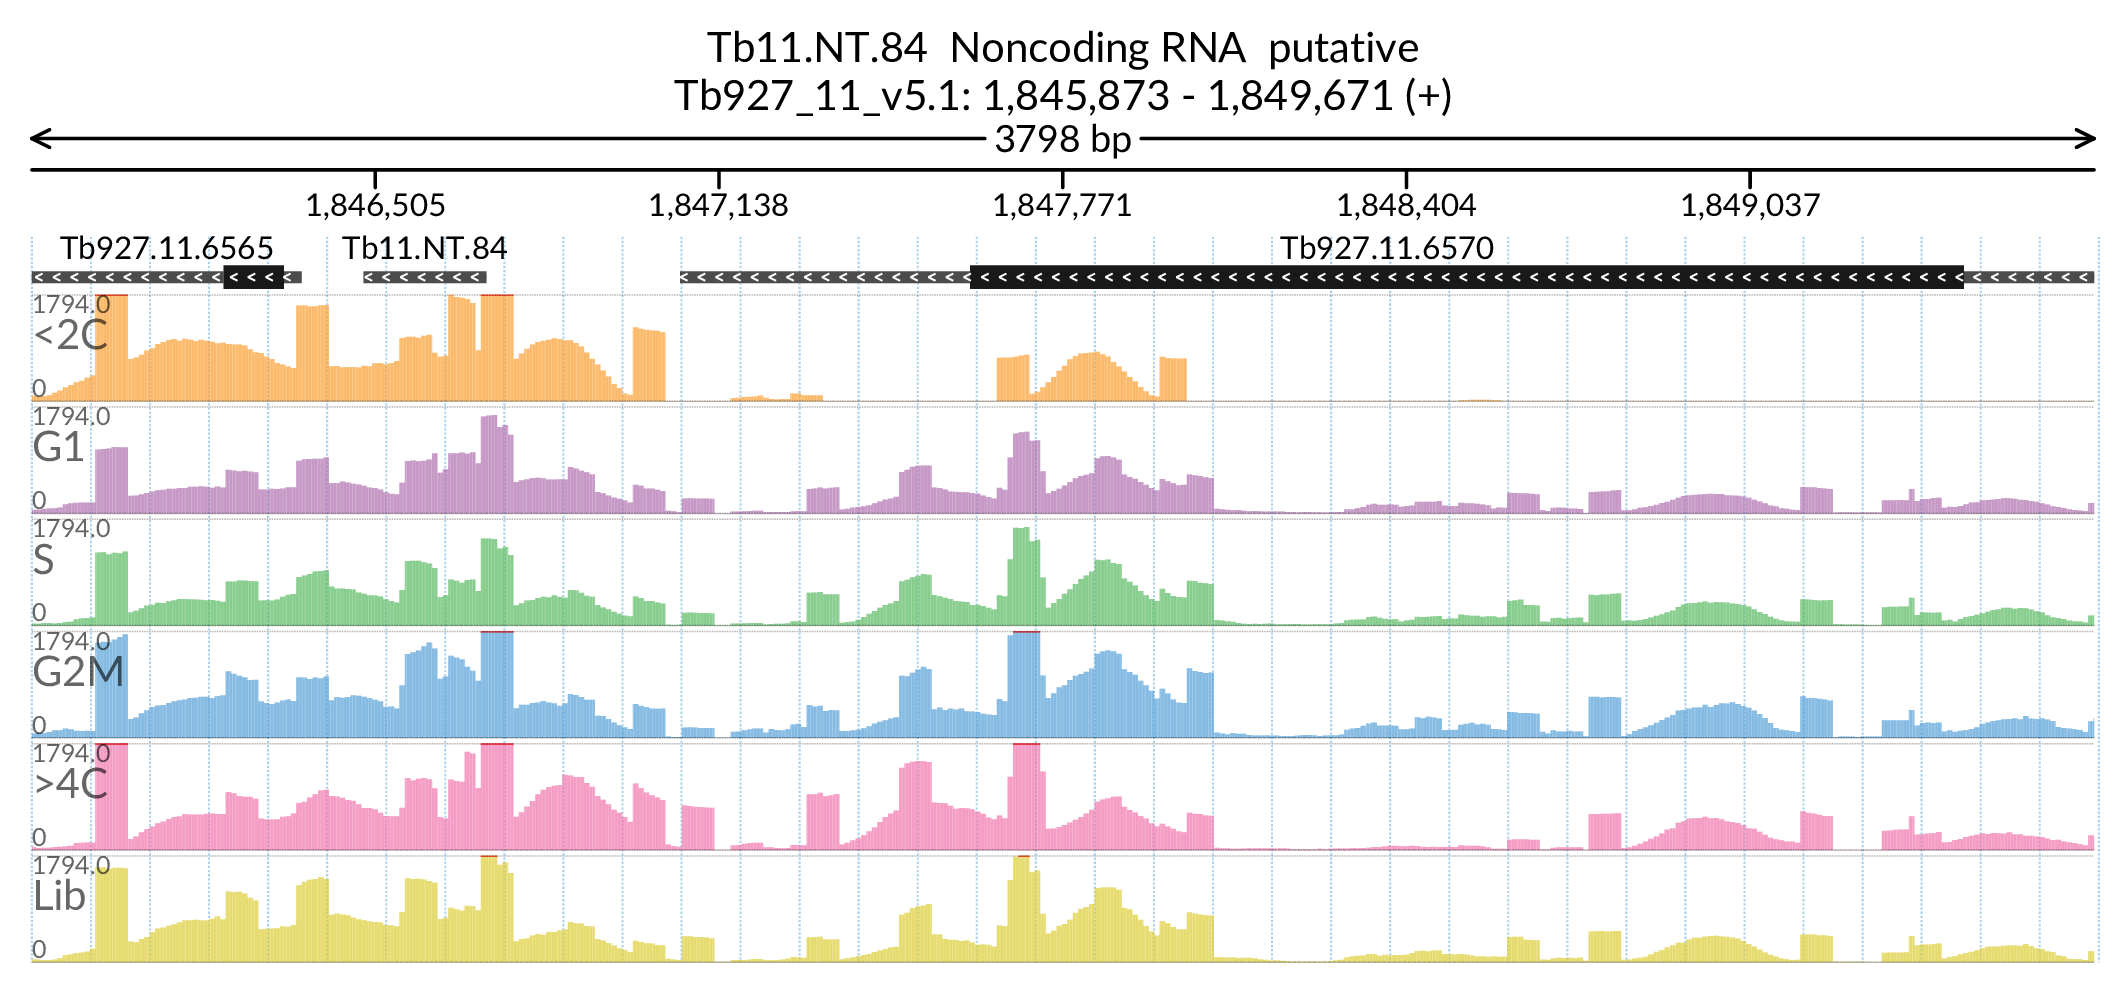 Tb11.NT.84 Noncoding RNA putative
Tb927_11_v5.1: 1,845,873 - 1,849,671 (+)
3798 bp
1,846,505 1,847,138 1,847,771 1,848,404 1,849,037
Tb927.11.6565 Tb11.NT.84 Tb927.11.6570
1794.0
<2C
0
1794.0
G1
0
1794.0
S
0
1794.0
G2M
0
1794.0
>4C
0
1794.0
Lib
0